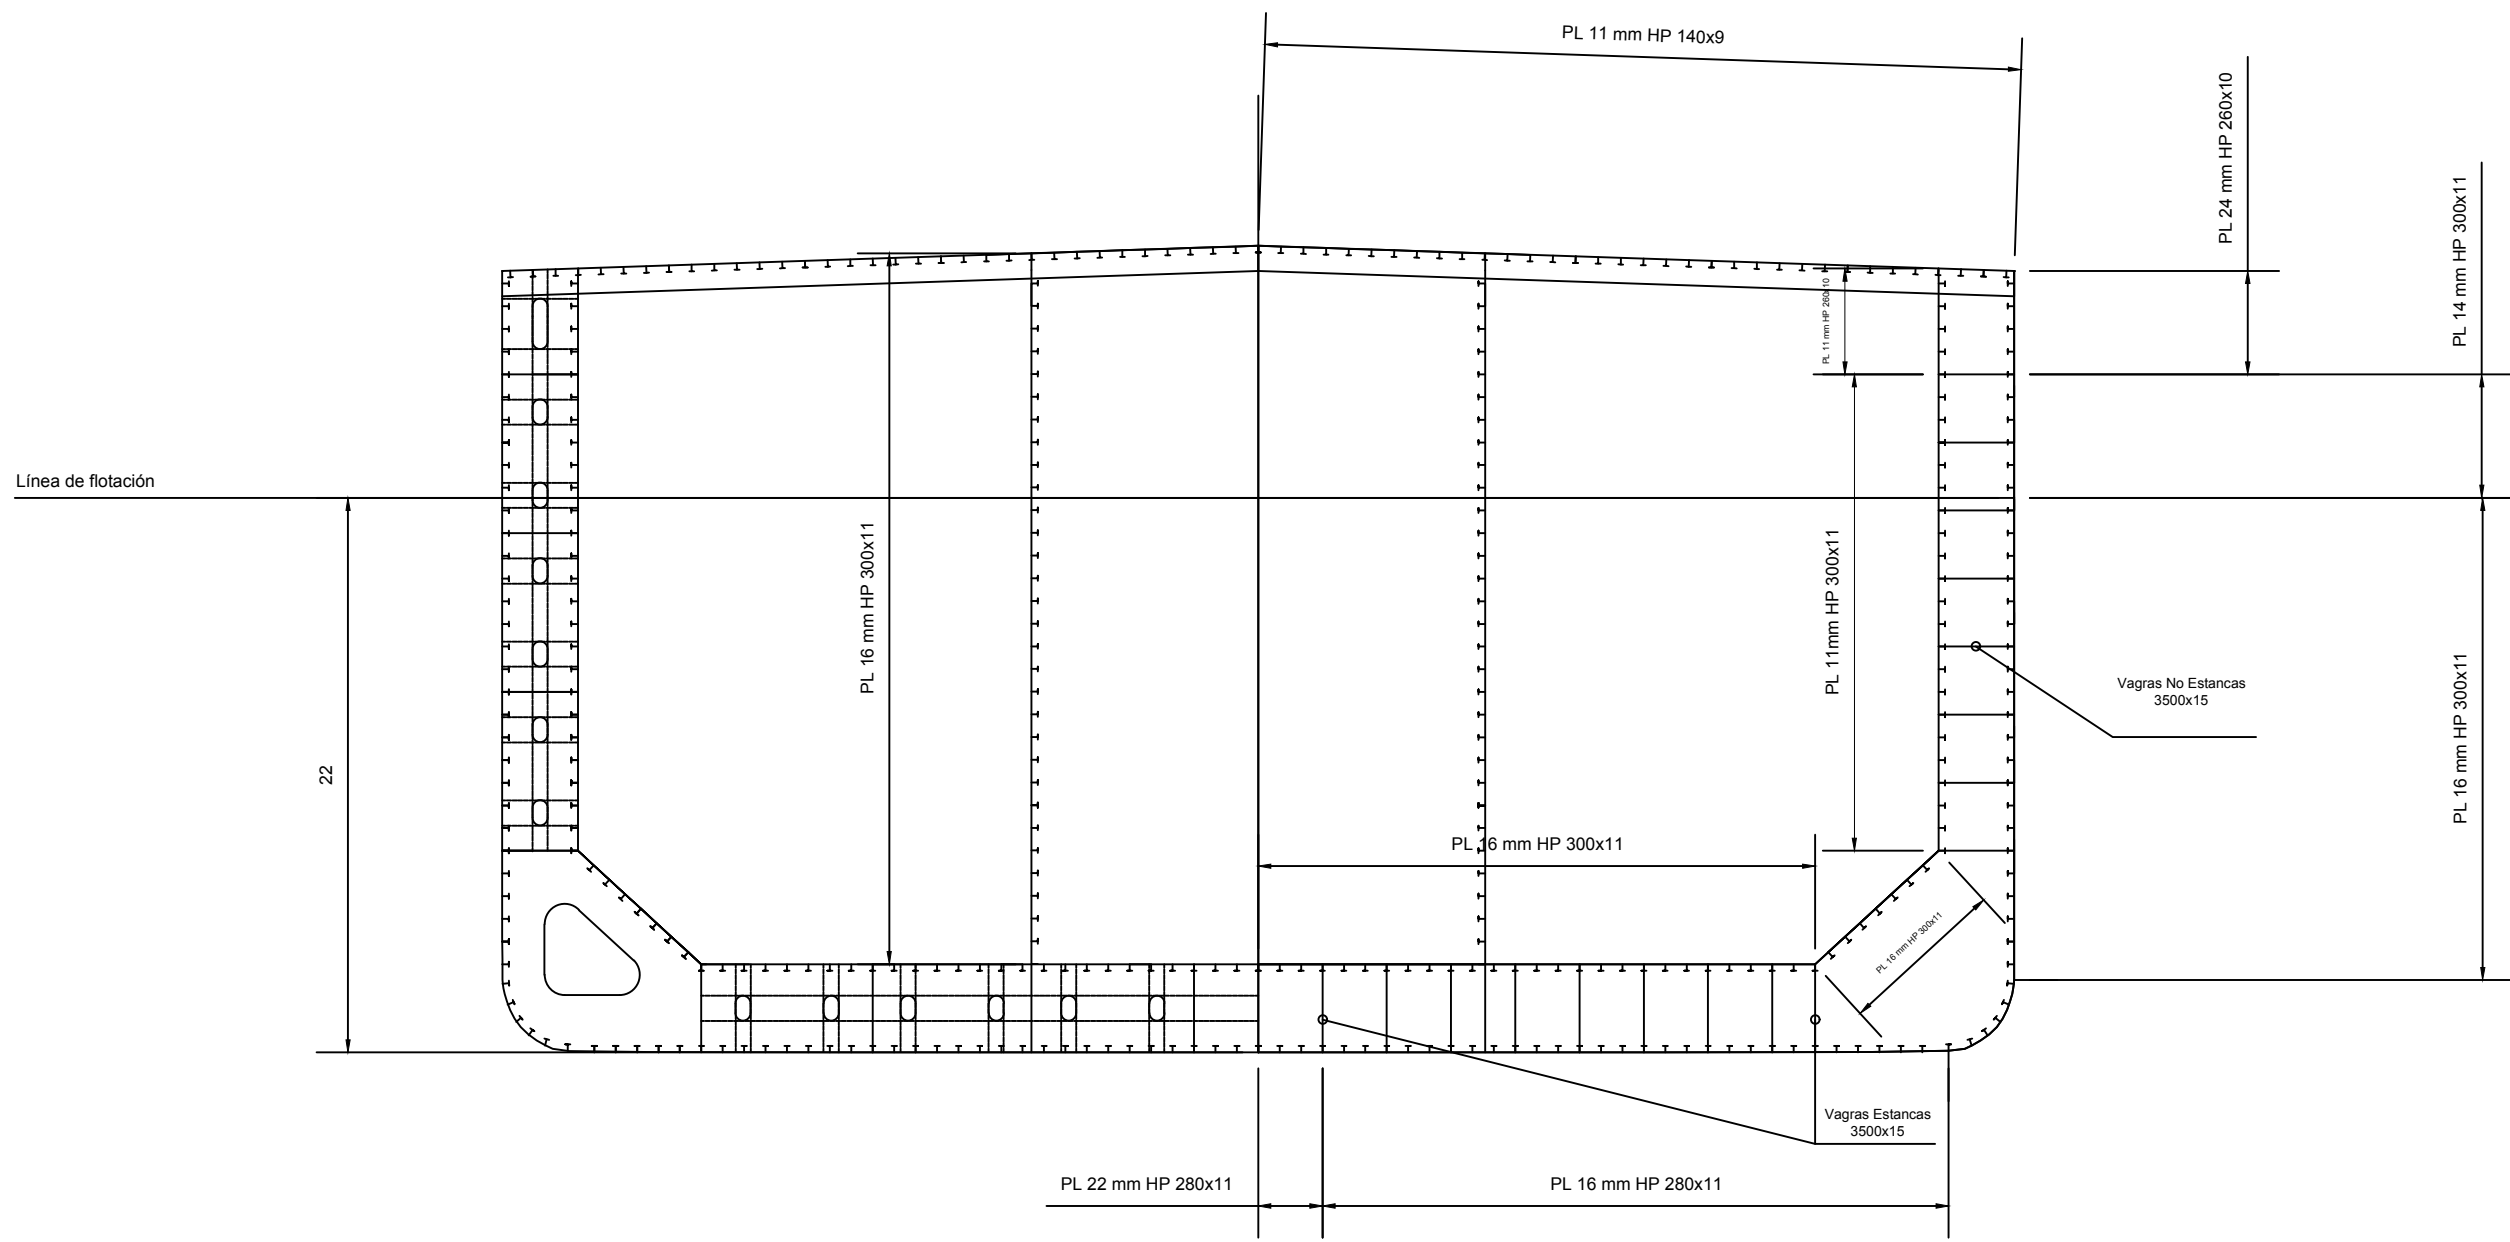 PL 11 mm HP 140x9
PL 24 mm HP 260x10
PL 14 mm HP 300x11
PL 11 mm HP 260x10
Línea de flotación
PL 16 mm HP 300x11
PL 11mm HP 300x11
Vagras No Estancas
3500x15
PL 16 mm HP 300x11
22
PL 16 mm HP 300x11
PL 16 mm HP 300x11
Vagras Estancas
3500x15
PL 22 mm HP 280x11
PL 16 mm HP 280x11